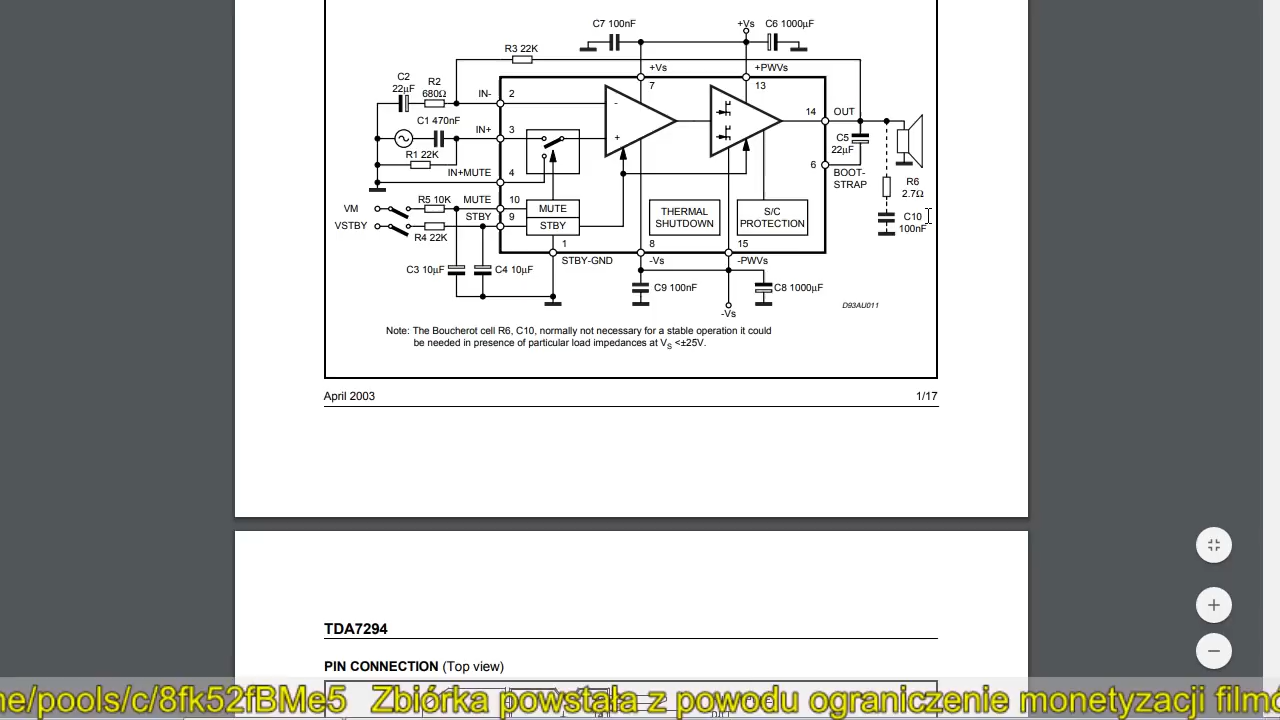 C7 100nF
+Vs
C6 1000µF
R3 22K
+Vs
+PWVs
C2
22µF
R2
680Ω
IN-
2
7
13
C1 470nF
IN+
3
-
+
14
OUT
C5
22µF
R1 22K
IN+MUTE
4
6
BOOT-
STRAP
R6
2.7Ω
VM
R5 10K
MUTE
10
MUTE
THERMAL
SHUTDOWN
S/C
PROTECTION
C10
100nF
VSTBY
STBY
9
STBY
R4 22K
1
8
15
STBY-GND
-Vs
-PWVs
C3 10µF
C4 10µF
C9 100nF
C8 1000µF
D93AU011
-Vs
Note: The Boucherot cell R6, C10, normally not necessary for a stable operation it could
be needed in presence of particular load impedances at VS <±25V.
April 2003
1/17
TDA7294
PIN CONNECTION (Top view)
ne/pools/c/8fk52fBMe5 Zbiórka powstała z powodu ograniczenie monetyzacji filmó